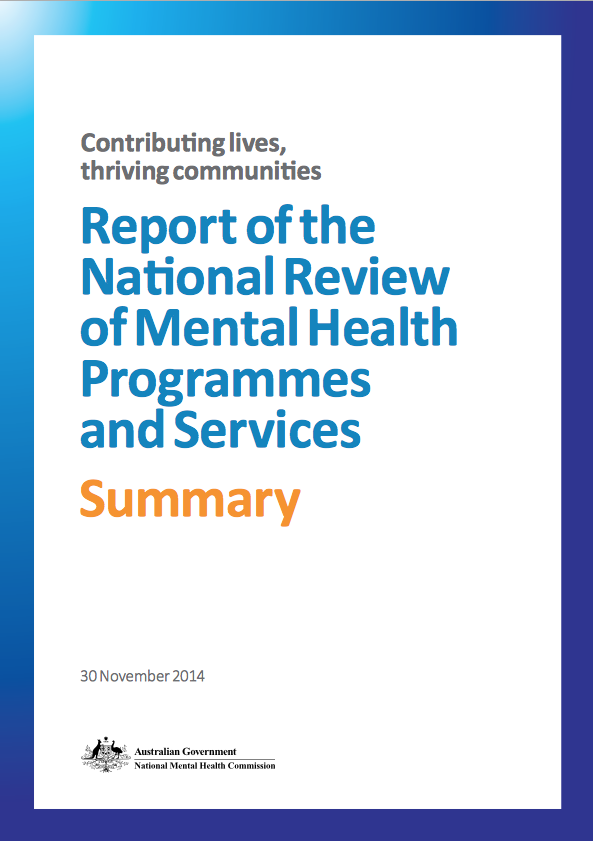 Contributing lives,
thriving communities
Report of the
National Review
of Mental Health
Programmes
and Services
Summary
30 November 2014
Australian Government
National Mental Health Commission